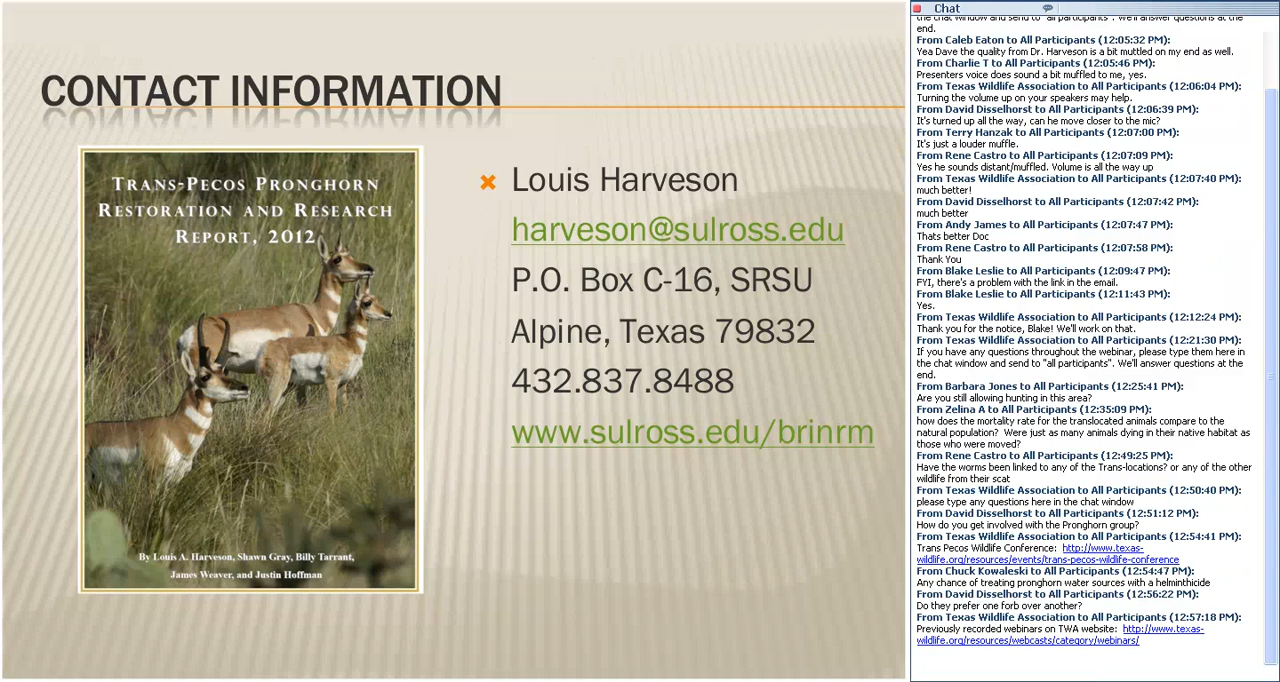 CONTACT INFORMATION
TRANS-PECOS PRONGHORN
RESTORATION AND RESEARCH
REPORT, 2012
By Louis A. Harveson, Shawn Gray, Billy Tarrant,
James Weaver, and Justin Hoffman
Louis Harveson
harveson@sulross.edu
P.O. Box C-16, SRSU
Alpine, Texas 79832
432.837.8488
www.sulross.edu/brinrm
Chat
the chat window and send to "all participants". We'll answer questions at the
end.
From Caleb Eaton to All Participants (12:05:32 PM):
Yea Dave the quality from Dr. Harveson is a bit muttled on my end as well.
From Charlie T to All Participants (12:05:46 PM):
Presenters voice does sound a bit muffled to me, yes.
From Texas Wildlife Association to All Participants (12:06:04 PM):
Turning the volume up on your speakers may help.
From David Disselhorst to All Participants (12:06:39 PM):
It's turned up all the way, can he move closer to the mic?
From Terry Hanzak to All Participants (12:07:00 PM):
It's just a louder muffle.
From Rene Castro to All Participants (12:07:09 PM):
Yes he sounds distant/muffled. Volume is all the way up
From Texas Wildlife Association to All Participants (12:07:40 PM):
much better!
From David Disselhorst to All Participants (12:07:42 PM):
much better
From Andy James to All Participants (12:07:47 PM):
Thats better Doc
From Rene Castro to All Participants (12:07:58 PM):
Thank You
From Blake Leslie to All Participants (12:09:47 PM):
FYI, there's a problem with the link in the email.
From Blake Leslie to All Participants (12:11:43 PM):
Yes.
From Texas Wildlife Association to All Participants (12:12:24 PM):
Thank you for the notice, Blake! We'll work on that.
From Texas Wildlife Association to All Participants (12:21:30 PM):
If you have any questions throughout the webinar, please type them here in
the chat window and send to "all participants". We'll answer questions at the
end.
From Barbara Jones to All Participants (12:25:41 PM):
Are you still allowing hunting in this area?
From Zelina A to All Participants (12:35:09 PM):
how does the mortality rate for the translocated animals compare to the
natural population? Were just as many animals dying in their native habitat as
those who were moved?
From Rene Castro to All Participants (12:49:25 PM):
Have the worms been linked to any of the Trans-locations? or any of the other
wildlife from their scat
From Texas Wildlife Association to All Participants (12:50:40 PM):
please type any questions here in the chat window
From David Disselhorst to All Participants (12:51:12 PM):
How do you get involved with the Pronghorn group?
From Texas Wildlife Association to All Participants (12:54:41 PM):
Trans Pecos Wildlife Conference: http://www.texas-
wildlife.org/resources/events/trans-pecos-wildlife-conference
From Chuck Kowaleski to All Participants (12:54:47 PM):
Any chance of treating pronghorn water sources with a helminthicide
From David Disselhorst to All Participants (12:56:22 PM):
Do they prefer one forb over another?
From Texas Wildlife Association to All Participants (12:57:18 PM):
Previously recorded webinars on TWA website: http://www.texas-
wildlife.org/resources/webcasts/category/webinars/